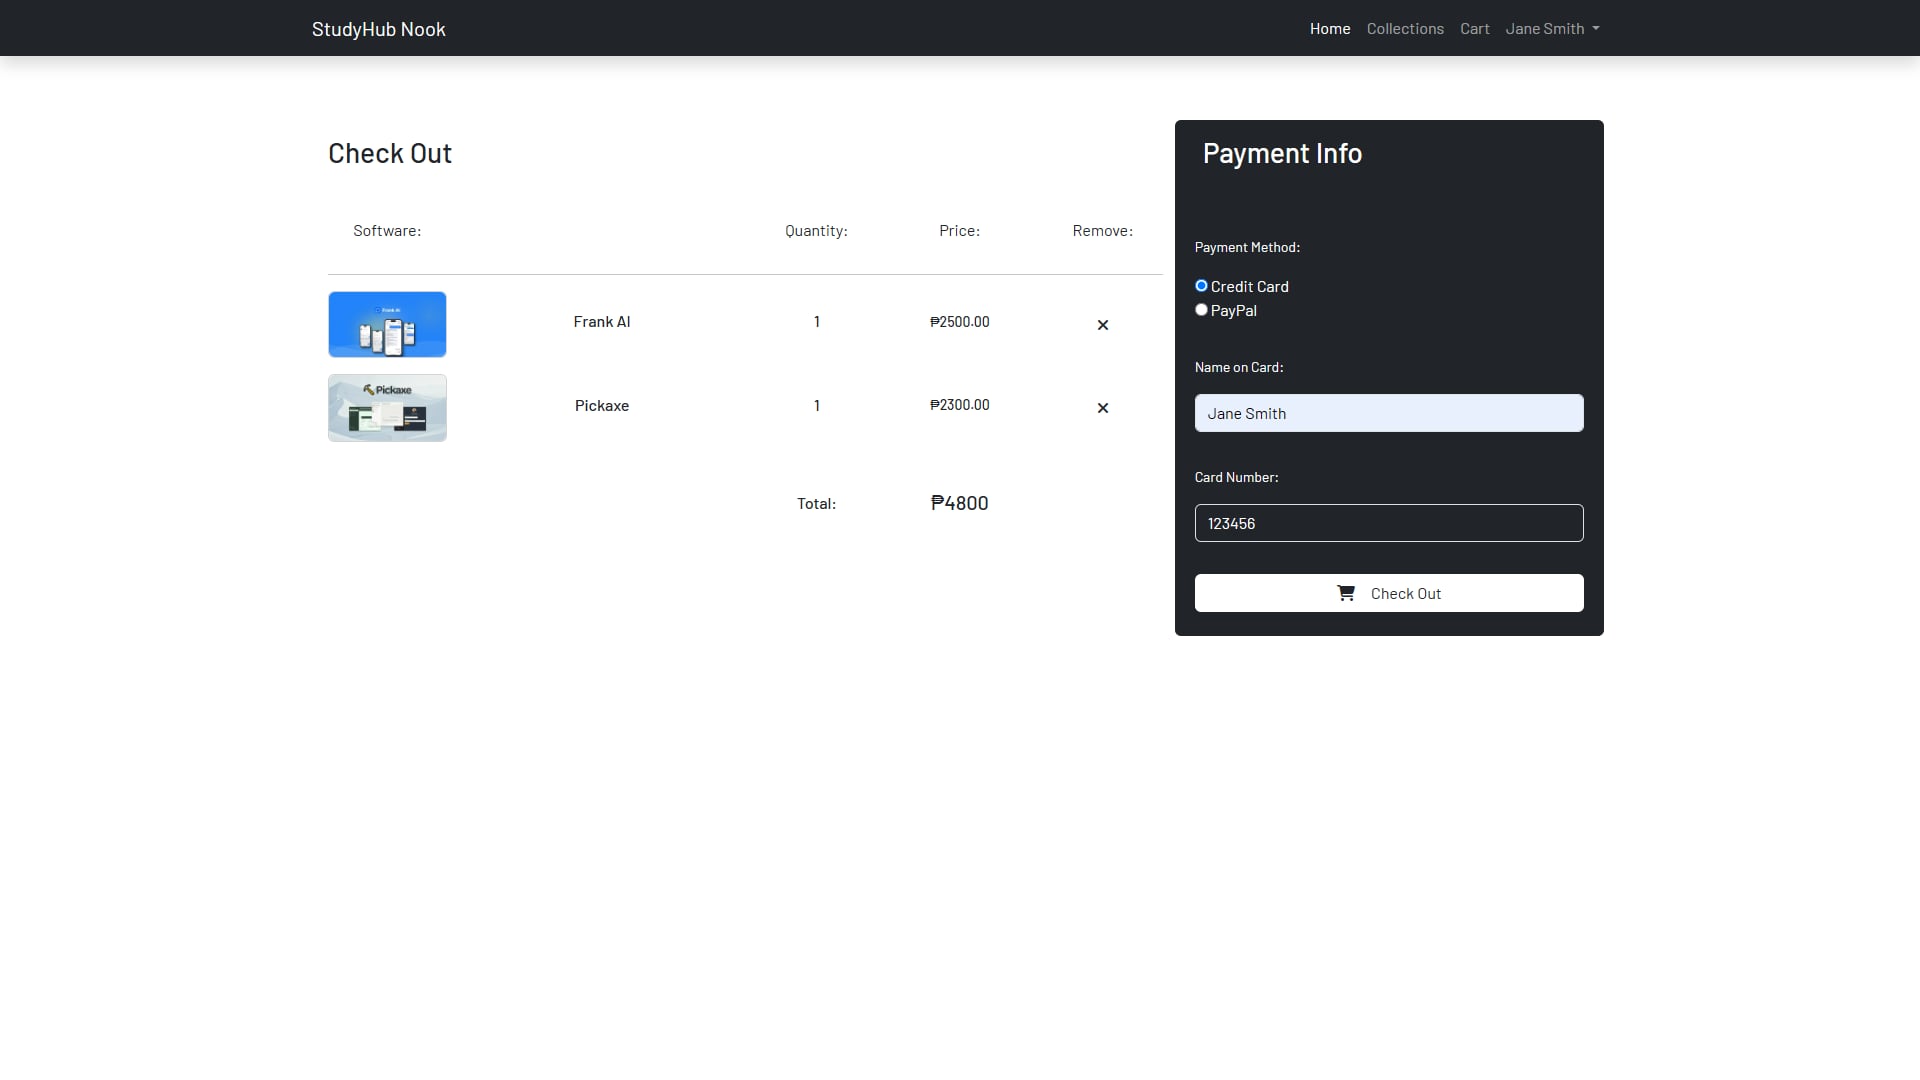 StudyHub Nook
Home Collections Cart Jane Smith
Check Out
Software: Quantity: Price: Remove:
Frank AI
Frank AI 1 ₱2500.00
Pickaxe
Pickaxe 1 ₱2300.00
Total: ₱4800
Payment Info
Payment Method:
Credit Card
PayPal
Name on Card:
Jane Smith
Card Number:
123456
Check Out